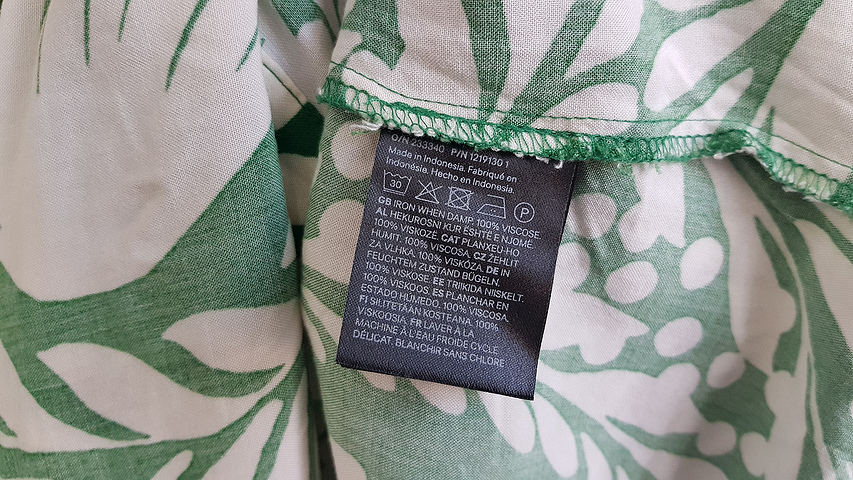 O/N 233340 P/N 1219130 1
Made in Indonesia. Fabriqué en
Indonésie. Hecho en Indonesia.
30 P
GB IRON WHEN DAMP. 100% VISCOSE.
AL HEKUROSNI KUR ËSHTË E NJOMË.
100% VISKOZË. CAT PLANXEU-HO
HUMIT. 100% VISCOSA. CZ ŽEHLIT
ZA VLHKA. 100% VISKÓZA. DE IN
FEUCHTEM ZUSTAND BÜGELN.
100% VISKOSE. EE TRIIKIDA NIISKELT.
100% VISKOOS. ES PLANCHAR EN
ESTADO HÚMEDO. 100% VISCOSA.
FI SILITETÄÄN KOSTEANA. 100%
VISKOOSIA. FR LAVER À LA
MACHINE À L'EAU FROIDE CYCLE
DÉLICAT. BLANCHIR SANS CHLORE